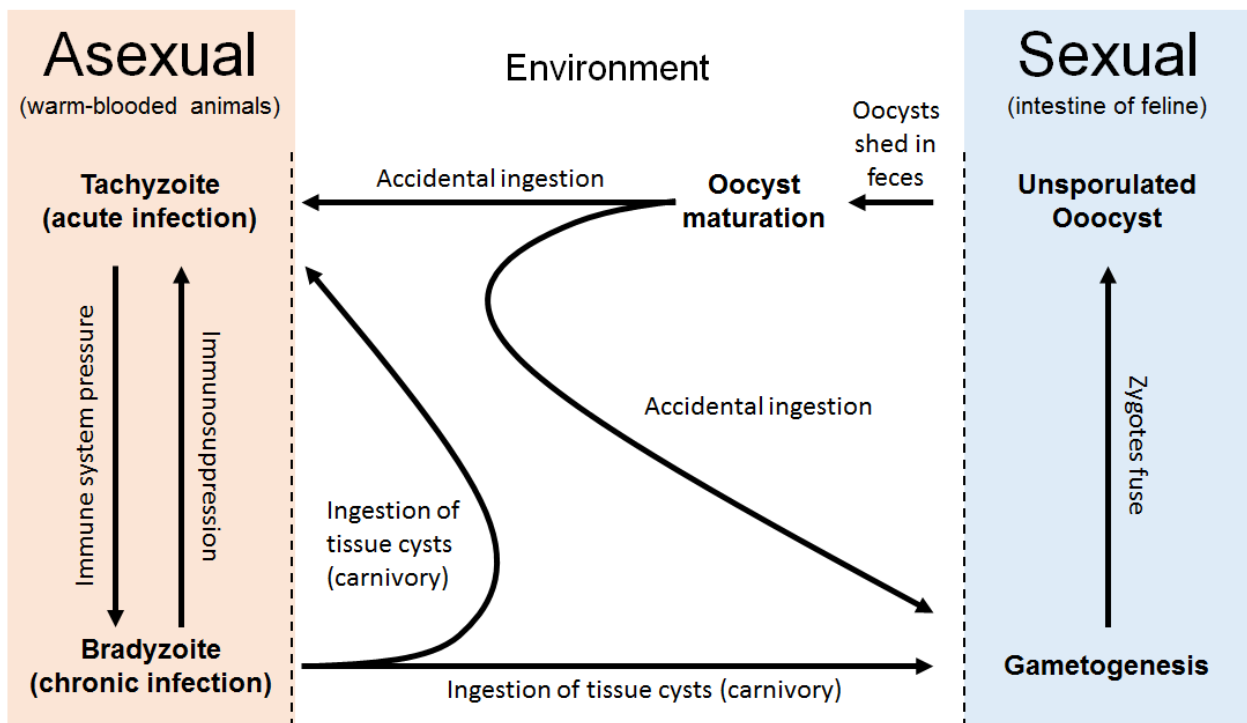 Asexual
(warm-blooded animals)
Environment
Sexual
(intestine of feline)
Tachyzoite
(acute infection)
Accidental ingestion
Oocyst
maturation
Oocysts
shed in
feces
Unsporulated
Ooocyst
Immune system pressure
Immunosuppression
Ingestion of
tissue cysts
(carnivory)
Accidental ingestion
Zygotes fuse
Bradyzoite
(chronic infection)
Ingestion of tissue cysts (carnivory)
Gametogenesis